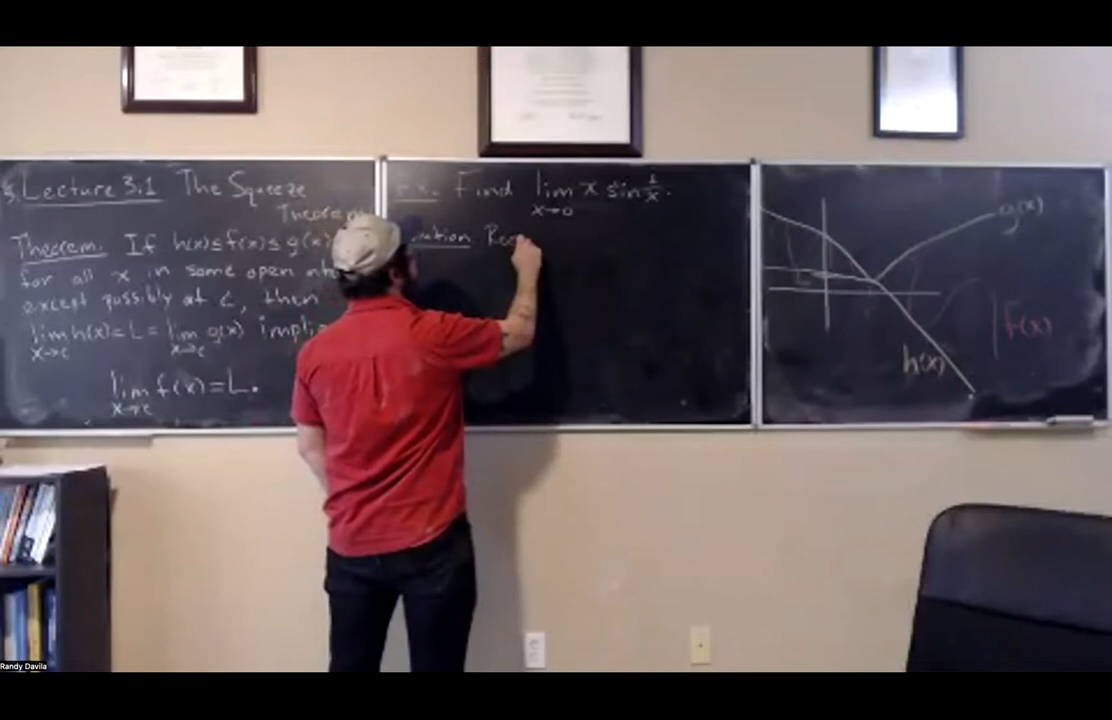 Lecture 3.1 The Squeeze
Theorem
Theorem. If h(x) ≤ f(x) ≤ g(x)
for all x in some open
except possibly at c, then
lim h(x) = L = lim g(x)
x→c x→c
lim f(x) = L.
x→c
Ex. Find lim x sin 1/x.
x→0
g(x)
f(x)
h(x)
Randy Davila